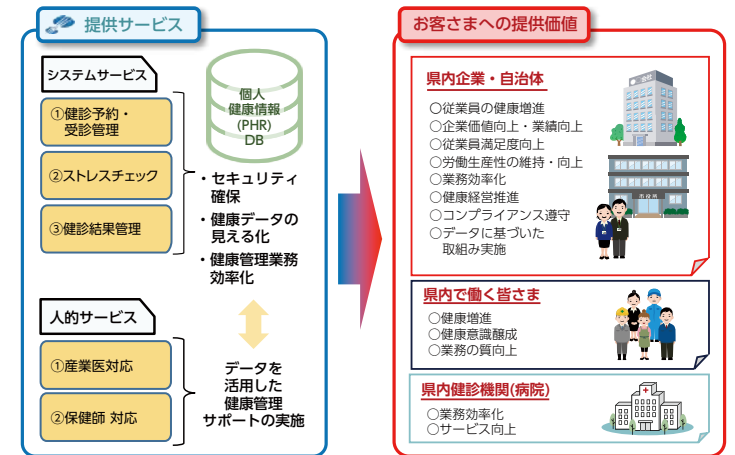 提供サービス
システムサービス
①健診予約・
受診管理
②ストレスチェック
③健診結果管理
個人
健康情報
(PHR)
DB
・セキュリティ
確保
・健康データの
見える化
・健康管理業務
効率化
人的サービス
①産業医対応
②保健師 対応
データを
活用した
健康管理
サポートの実施
お客さまへの提供価値
県内企業・自治体
○従業員の健康増進
○企業価値向上・業績向上
○従業員満足度向上
○労働生産性の維持・向上
○業務効率化
○健康経営推進
○コンプライアンス遵守
○データに基づいた
取組み実施
会社
市役所
県内で働く皆さま
○健康増進
○健康意識醸成
○業務の質向上
県内健診機関(病院)
○業務効率化
○サービス向上